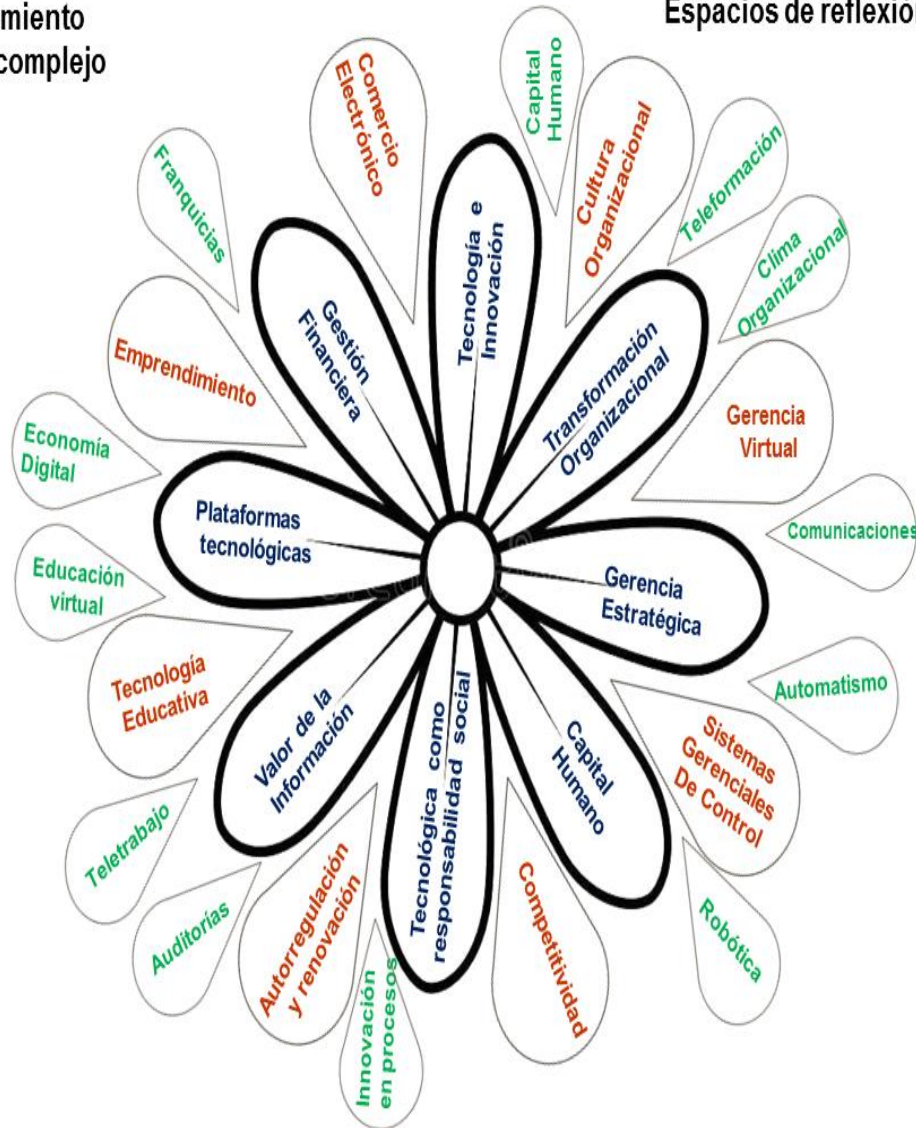 miento
complejo
Espacios de reflexión
Capital
Humano
Comercio
Electrónico
Cultura
Organizacional
Teleformación
Franquicias
Clima
Organizacional
Tecnología e
Innovación
Gestión
Financiera
Transformación
Organizacional
Emprendimiento
Gerencia
Virtual
Economía
Digital
Plataformas
tecnológicas
Comunicaciones
Educación
virtual
Gerencia
Estratégica
Tecnología
Educativa
Automatismo
Valor de la
Información
Tecnológica como
responsabilidad social
Capital
Humano
Sistemas
Gerenciales
De Control
Teletrabajo
Auditorías
Autorregulación
y renovación
Competitividad
Robótica
Innovación
en procesos